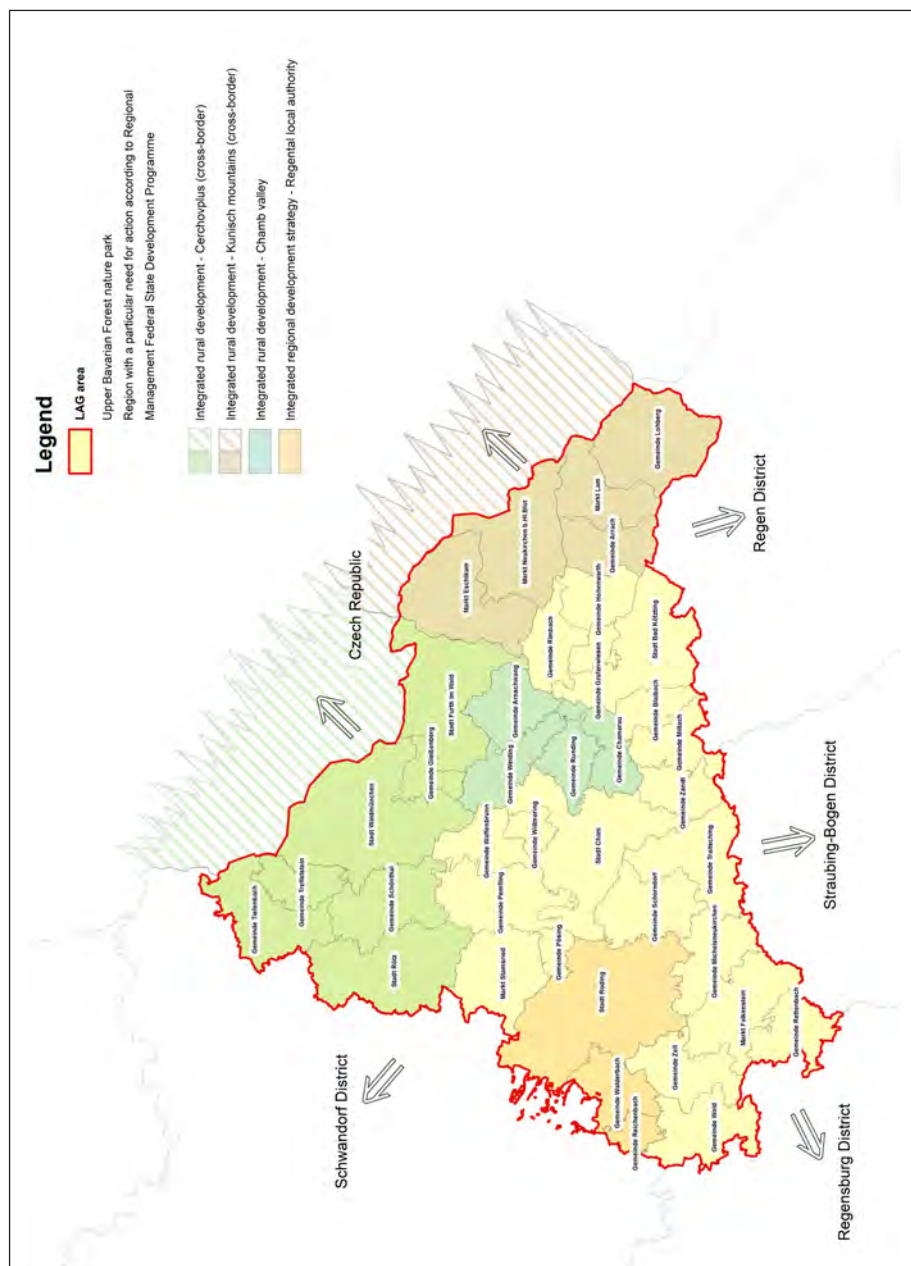 Legend
LAG area
Upper Bavarian Forest nature park
Region with a particular need for action according to Regional
Management Federal State Development Programme
Integrated rural development - Cerchovplus (cross-border)
Integrated rural development - Kunisch mountains (cross-border)
Integrated rural development - Chamb valley
Integrated regional development strategy - Regental local authority
Czech Republic
Schwandorf District
Regensburg District
Straubing-Bogen District
Regen District
Gemeinde Tiefenbach
Gemeinde Treffelstein
Stadt Waldmünchen
Gemeinde Schönthal
Stadt Rötz
Gemeinde Gleißenberg
Stadt Furth im Wald
Markt Eschlkam
Markt Neukirchen b.Hl.Blut
Markt Lam
Gemeinde Lohberg
Gemeinde Arrach
Gemeinde Arnschwang
Gemeinde Weiding
Gemeinde Waffenbrunn
Gemeinde Willmering
Gemeinde Pemfling
Markt Stamsried
Gemeinde Pösing
Gemeinde Runding
Gemeinde Chamerau
Gemeinde Rimbach
Gemeinde Grafenwiesen
Gemeinde Hohenwarth
Stadt Bad Kötzting
Gemeinde Blaibach
Gemeinde Miltach
Gemeinde Zandt
Stadt Cham
Gemeinde Schorndorf
Gemeinde Traitsching
Gemeinde Michelsneukirchen
Stadt Roding
Gemeinde Walderbach
Gemeinde Reichenbach
Gemeinde Zell
Gemeinde Wald
Markt Falkenstein
Gemeinde Rettenbach